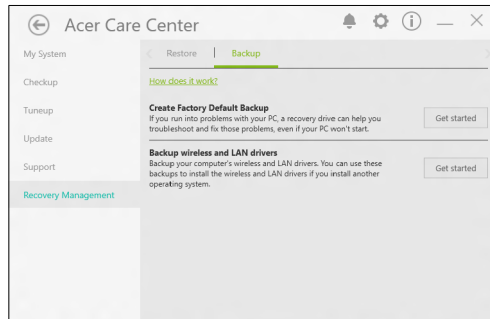 Acer Care Center
My System
Checkup
Tuneup
Update
Support
Recovery Management
Restore
Backup
How does it work?
Create Factory Default Backup
If you run into problems with your PC, a recovery drive can help you
troubleshoot and fix those problems, even if your PC won't start.
Get started
Backup wireless and LAN drivers
Backup your computer's wireless and LAN drivers. You can use these
backups to install the wireless and LAN drivers if you install another
operating system.
Get started